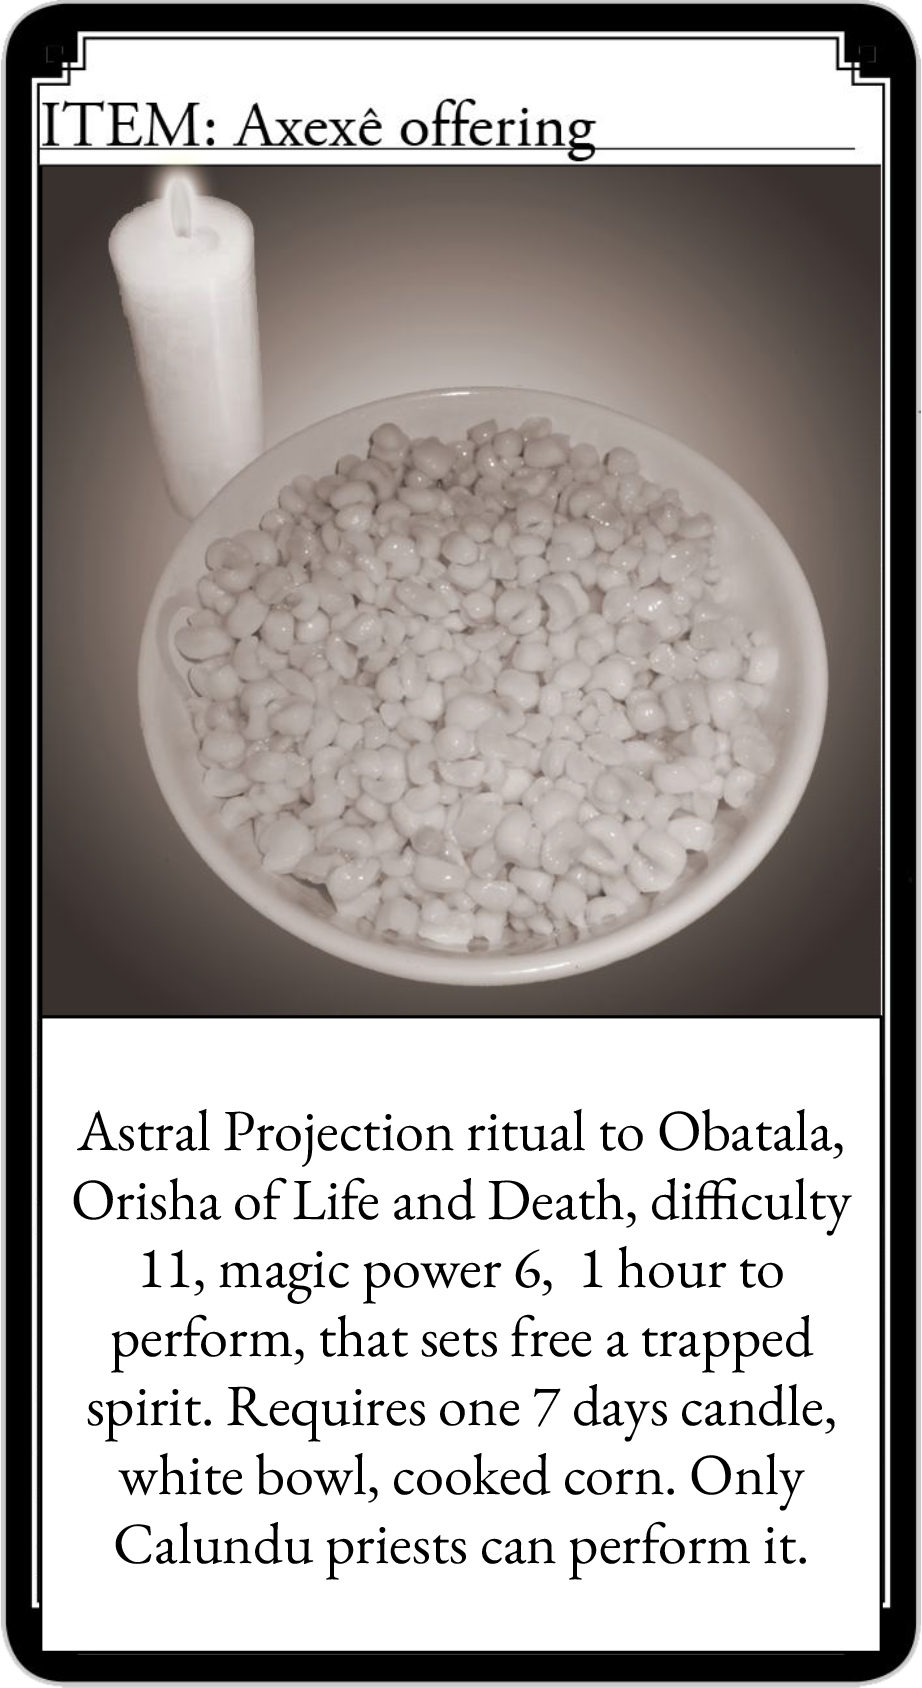 ITEM: Axexê offering
Astral Projection ritual to Obatala,
Orisha of Life and Death, difficulty
11, magic power 6,  1 hour to
perform, that sets free a trapped
spirit. Requires one 7 days candle,
white bowl, cooked corn. Only
Calundu priests can perform it.